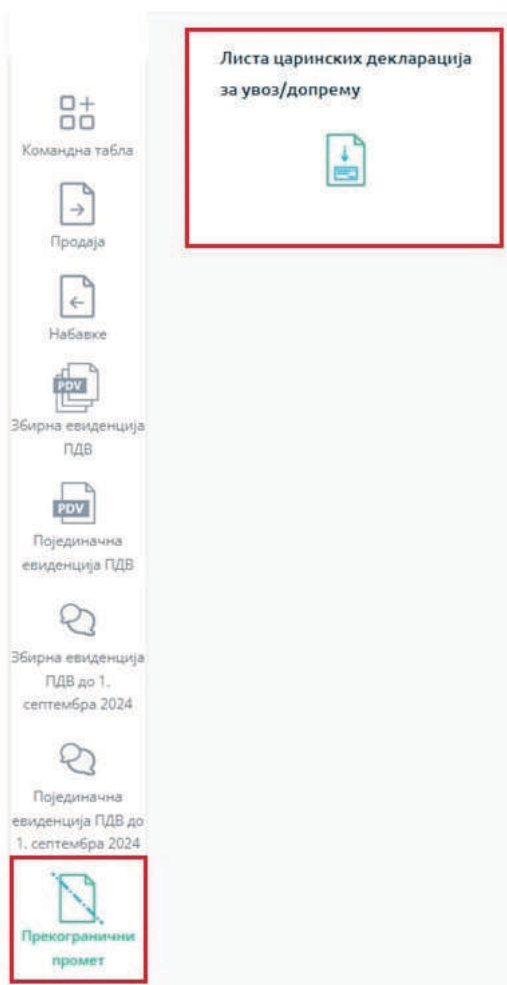 Листа царинских декларација
за увоз/допрему
Командна табла
Продаја
Набавке
PDV
Збирна евиденција
ПДВ
PDV
Појединачна
евиденција ПДВ
Збирна евиденција
ПДВ до 1.
септембра 2024
Појединачна
евиденција ПДВ до
1. септембра 2024
Прекогранични
промет